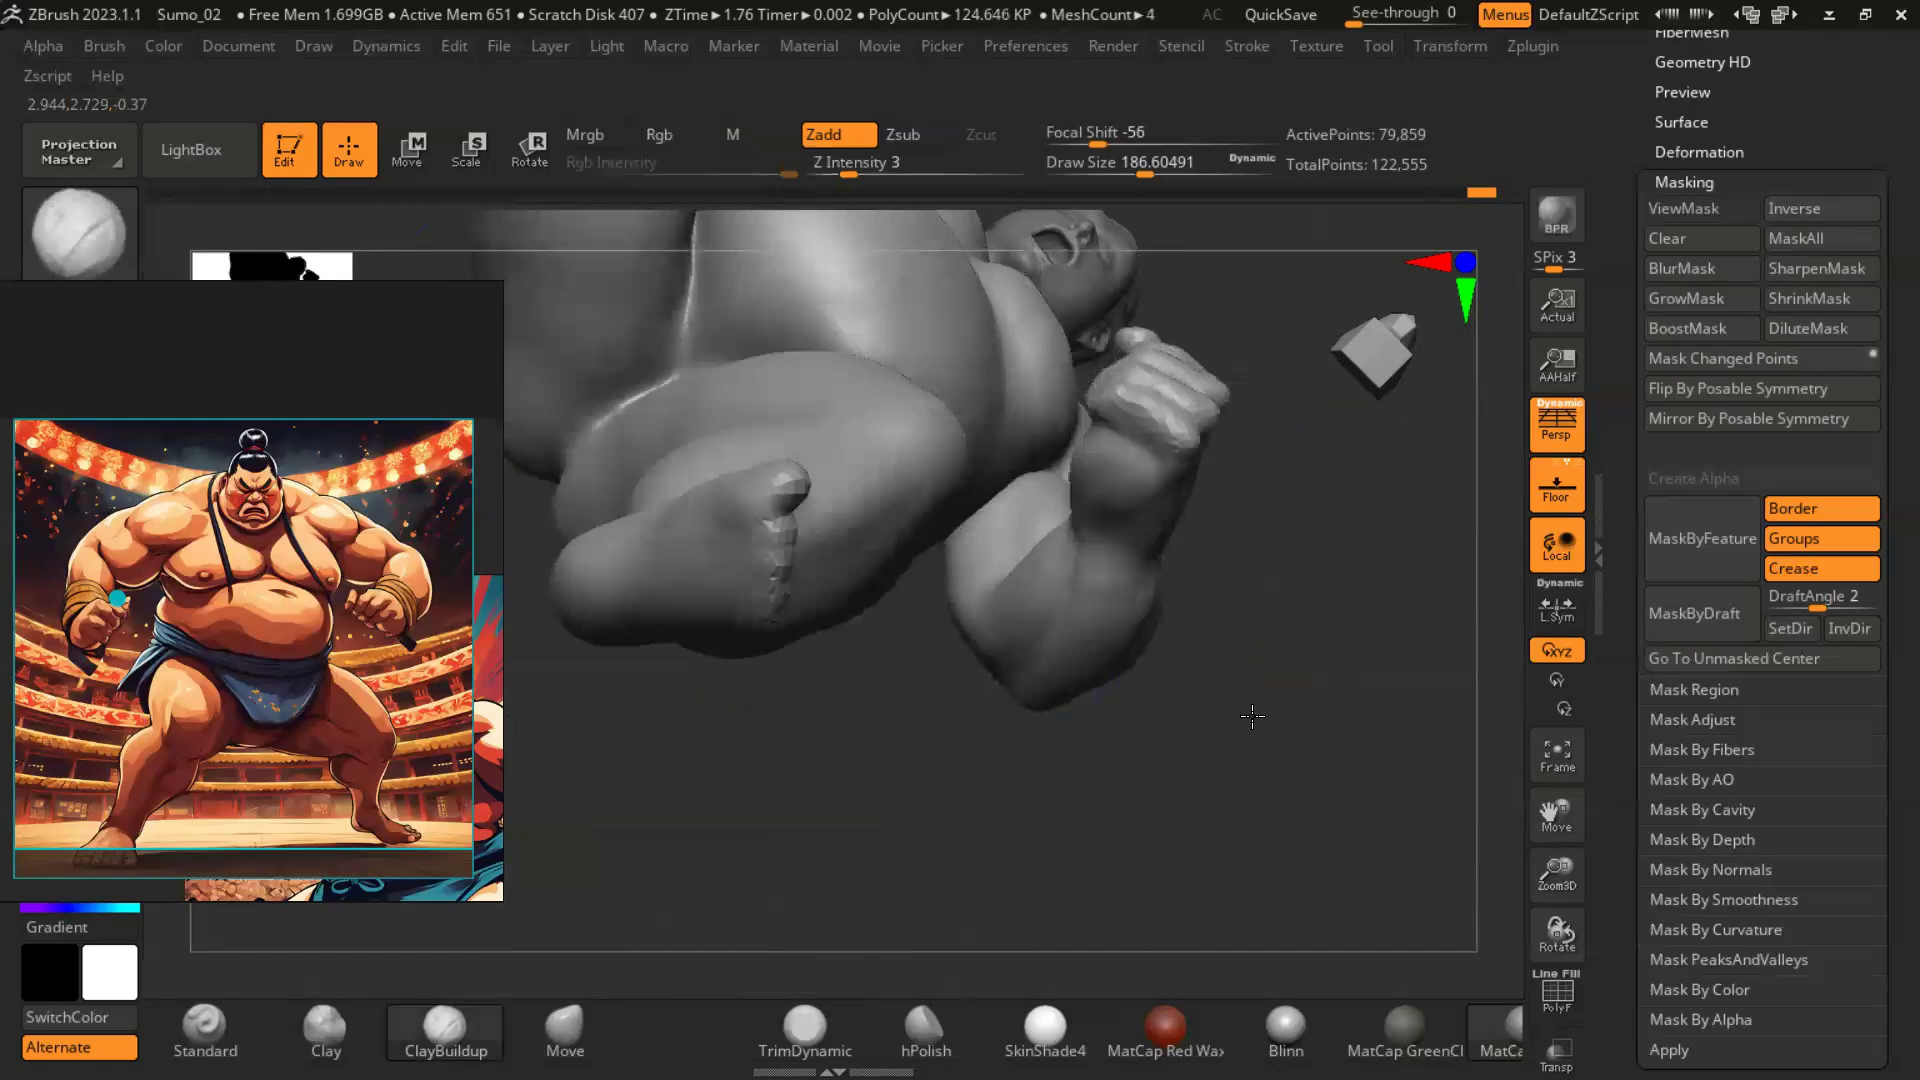 ZBrush 2023.1.1 Sumo_02 • Free Mem 1.699GB • Active Mem 651 • Scratch Disk 407 • ZTime►1.76 Timer►0.002 • PolyCount►124.646 KP • MeshCount►4 AC QuickSave See-through 0 Menus DefaultZScript
Alpha Brush Color Document Draw Dynamics Edit File Layer Light Macro Marker Material Movie Picker Preferences Render Stencil Stroke Texture Tool Transform Zplugin
Zscript Help
2.944,2.729,-0.37
Projection Master
LightBox
Edit
Draw
Move
Scale
Rotate
Mrgb Rgb M
Rgb Intensity
Zadd Zsub Zcut
Z Intensity 3
Focal Shift -56
Draw Size 186.60491 Dynamic
ActivePoints: 79,859
TotalPoints: 122,555
BPR
SPix 3
Actual
AAHalf
Dynamic
Persp
Floor
Local
Dynamic
L.Sym
XYZ
Frame
Move
Zoom3D
Rotate
Line Fill
PolyF
Transp
FiberMesh
Geometry HD
Preview
Surface
Deformation
Masking
ViewMask Inverse
Clear MaskAll
BlurMask SharpenMask
GrowMask ShrinkMask
BoostMask DiluteMask
Mask Changed Points
Flip By Posable Symmetry
Mirror By Posable Symmetry
Create Alpha
MaskByFeature
Border
Groups
Crease
MaskByDraft
DraftAngle 2
SetDir InvDir
Go To Unmasked Center
Mask Region
Mask Adjust
Mask By Fibers
Mask By AO
Mask By Cavity
Mask By Depth
Mask By Normals
Mask By Smoothness
Mask By Curvature
Mask PeaksAndValleys
Mask By Color
Mask By Alpha
Apply
Gradient
SwitchColor
Alternate
Standard
Clay
ClayBuildup
Move
TrimDynamic
hPolish
SkinShade4
MatCap Red Wax
Blinn
MatCap GreenCl
MatCa